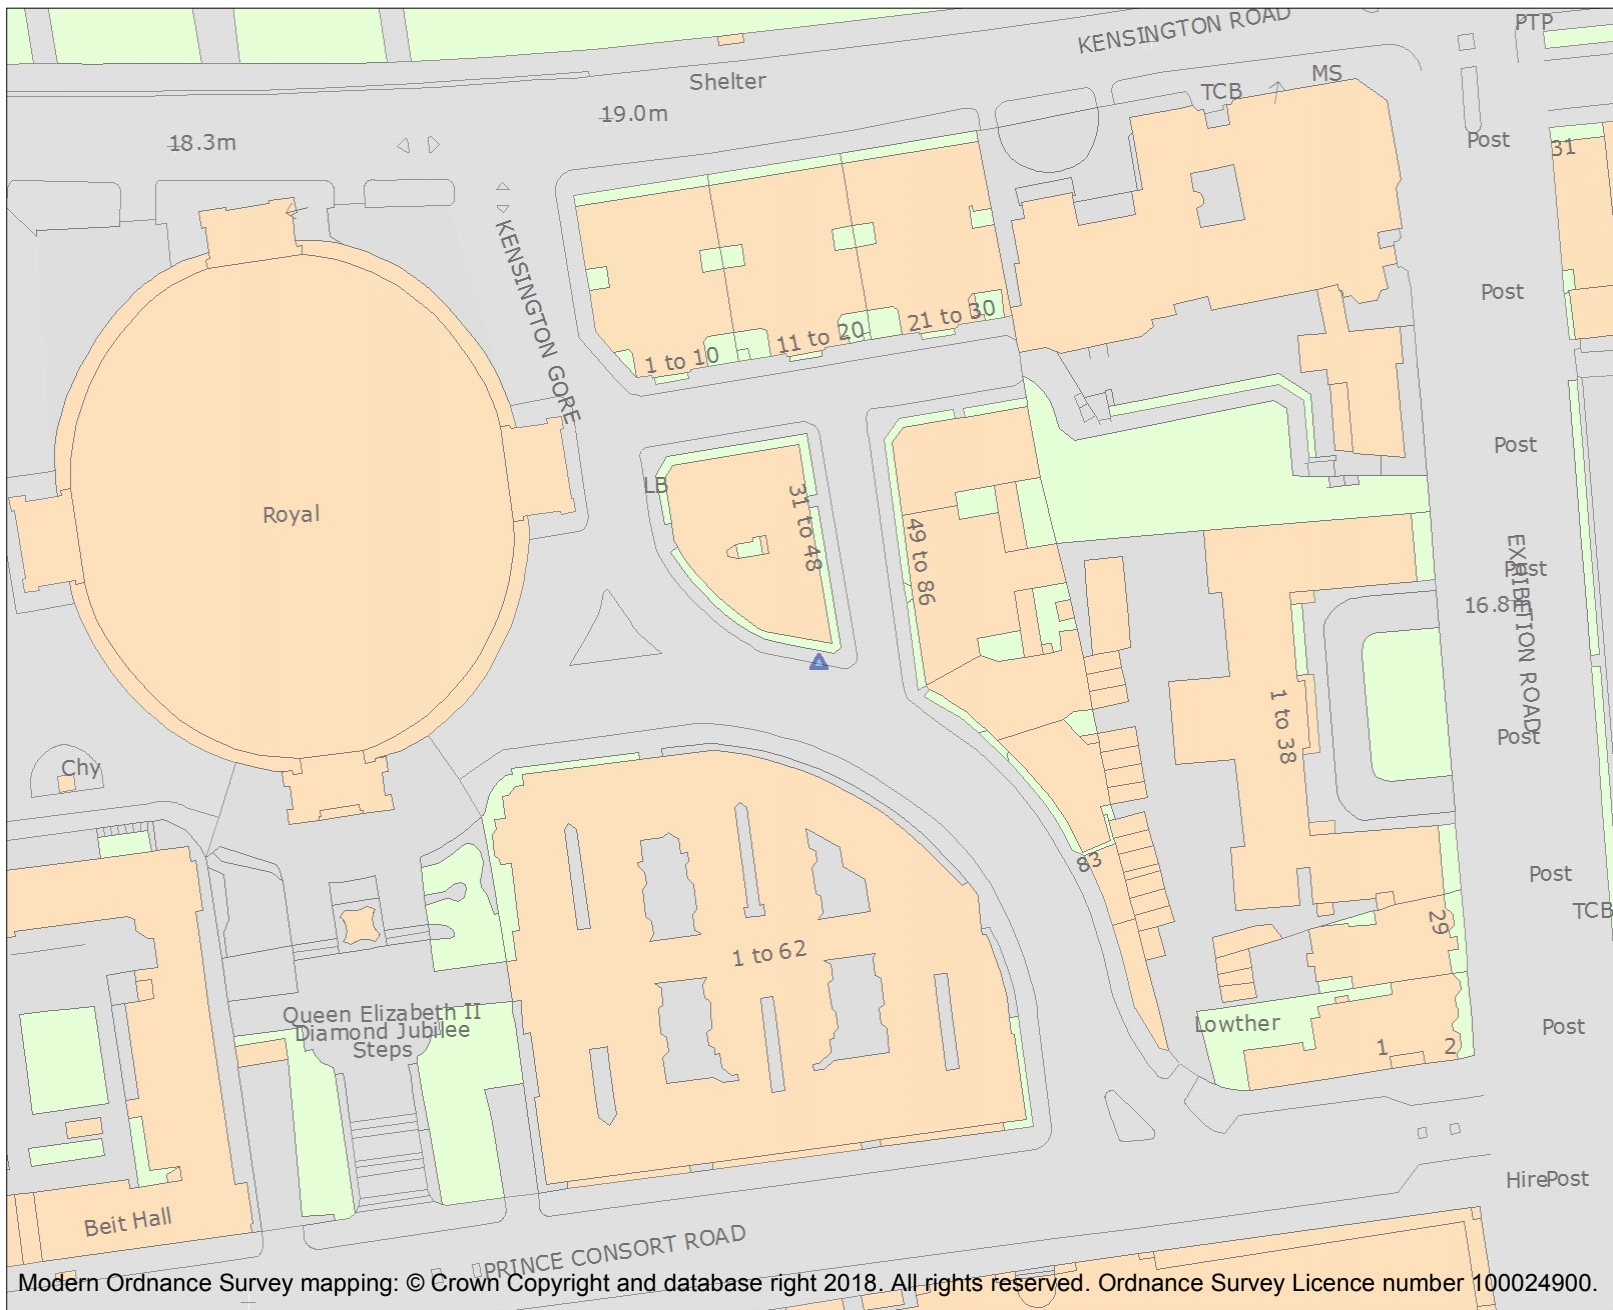 PTP
KENSINGTON ROAD
Shelter
MS
TCB
19.0m
18.3m
Post
31
KENSINGTON GORE
Post
21 to 30
11 to 20
1 to 10
Post
LB
31 to 48
49 to 86
Royal
EXHIBITION ROAD
Post
16.8m
1 to 38
Post
Chy
83
Post
TCB
29
1 to 62
Queen Elizabeth II
Diamond Jubilee
Steps
Lowther
Post
1
2
HirePost
Beit Hall
PRINCE CONSORT ROAD
Modern Ordnance Survey mapping: © Crown Copyright and database right 2018. All rights reserved. Ordnance Survey Licence number 100024900.